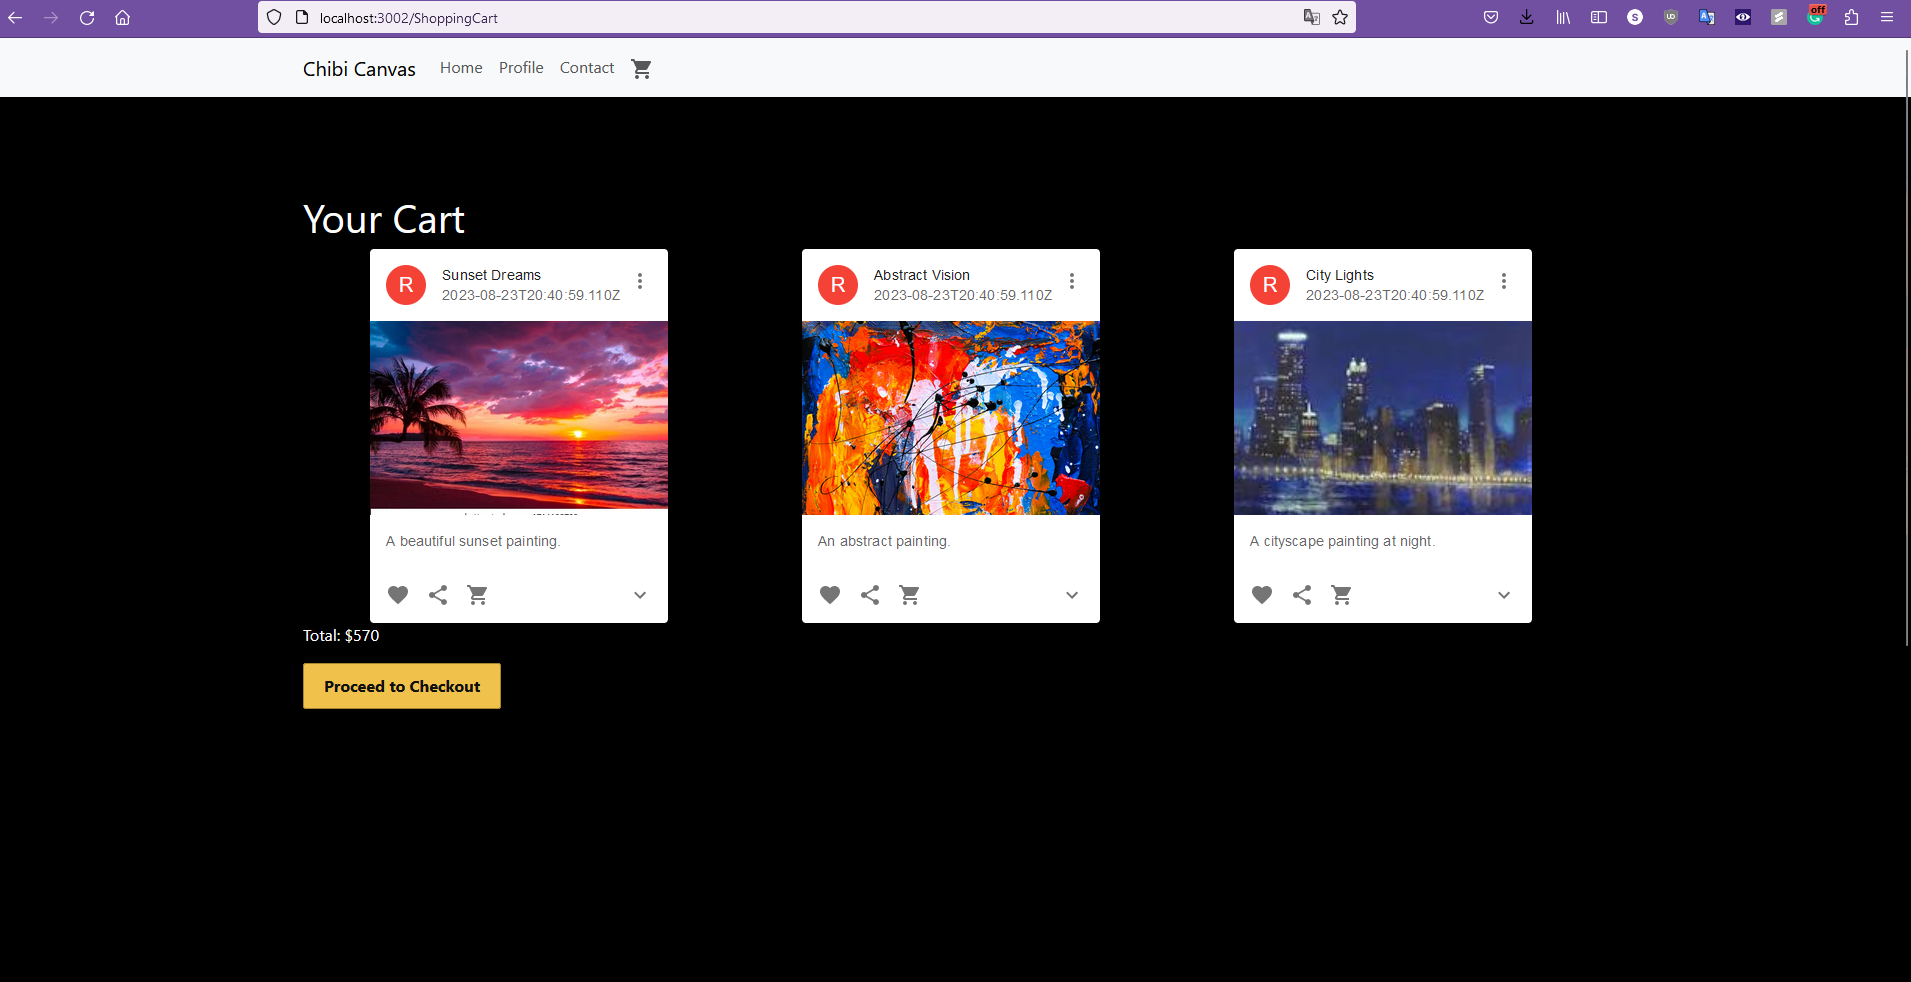 localhost:3002/ShoppingCart
S
UD
off
Chibi Canvas Home Profile Contact
Your Cart
R
Sunset Dreams
2023-08-23T20:40:59.110Z
A beautiful sunset painting.
R
Abstract Vision
2023-08-23T20:40:59.110Z
An abstract painting.
R
City Lights
2023-08-23T20:40:59.110Z
A cityscape painting at night.
Total: $570
Proceed to Checkout